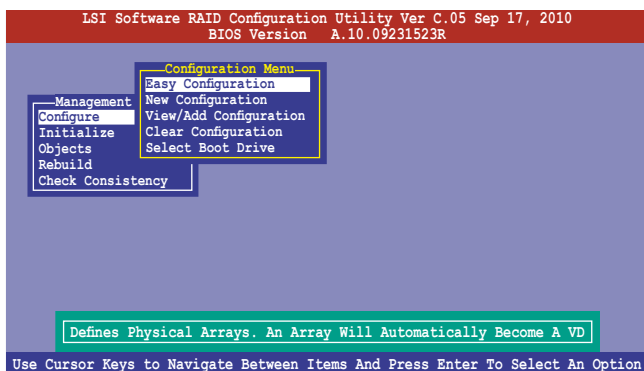 LSI Software RAID Configuration Utility Ver C.05 Sep 17, 2010
BIOS Version   A.10.09231523R
Configuration Menu
Easy Configuration
New Configuration
View/Add Configuration
Clear Configuration
Select Boot Drive
Management
Configure
Initialize
Objects
Rebuild
Check Consistency
Defines Physical Arrays. An Array Will Automatically Become A VD
Use Cursor Keys to Navigate Between Items And Press Enter To Select An Option